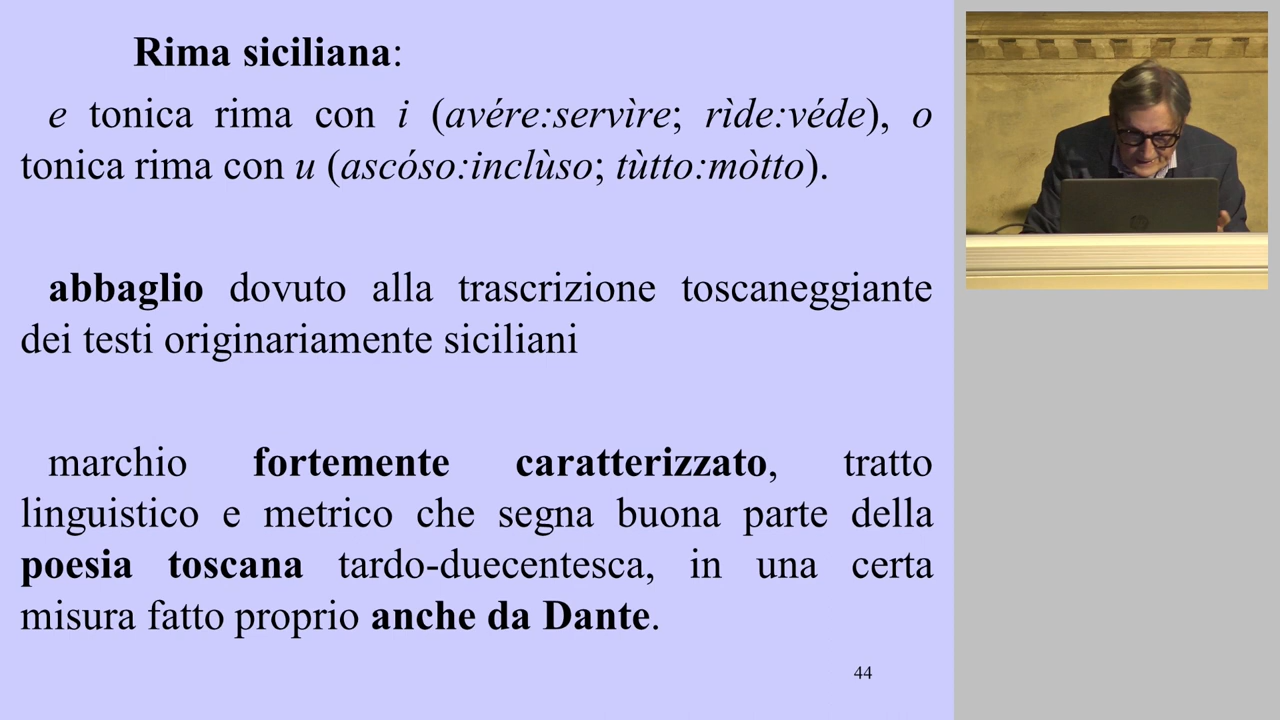 Rima siciliana:
e tonica rima con i (avére:servìre; rìde:véde), o
tonica rima con u (ascóso:inclùso; tùtto:mòtto).
abbaglio dovuto alla trascrizione toscaneggiante
dei testi originariamente siciliani
marchio fortemente caratterizzato, tratto
linguistico e metrico che segna buona parte della
poesia toscana tardo-duecentesca, in una certa
misura fatto proprio anche da Dante.
44